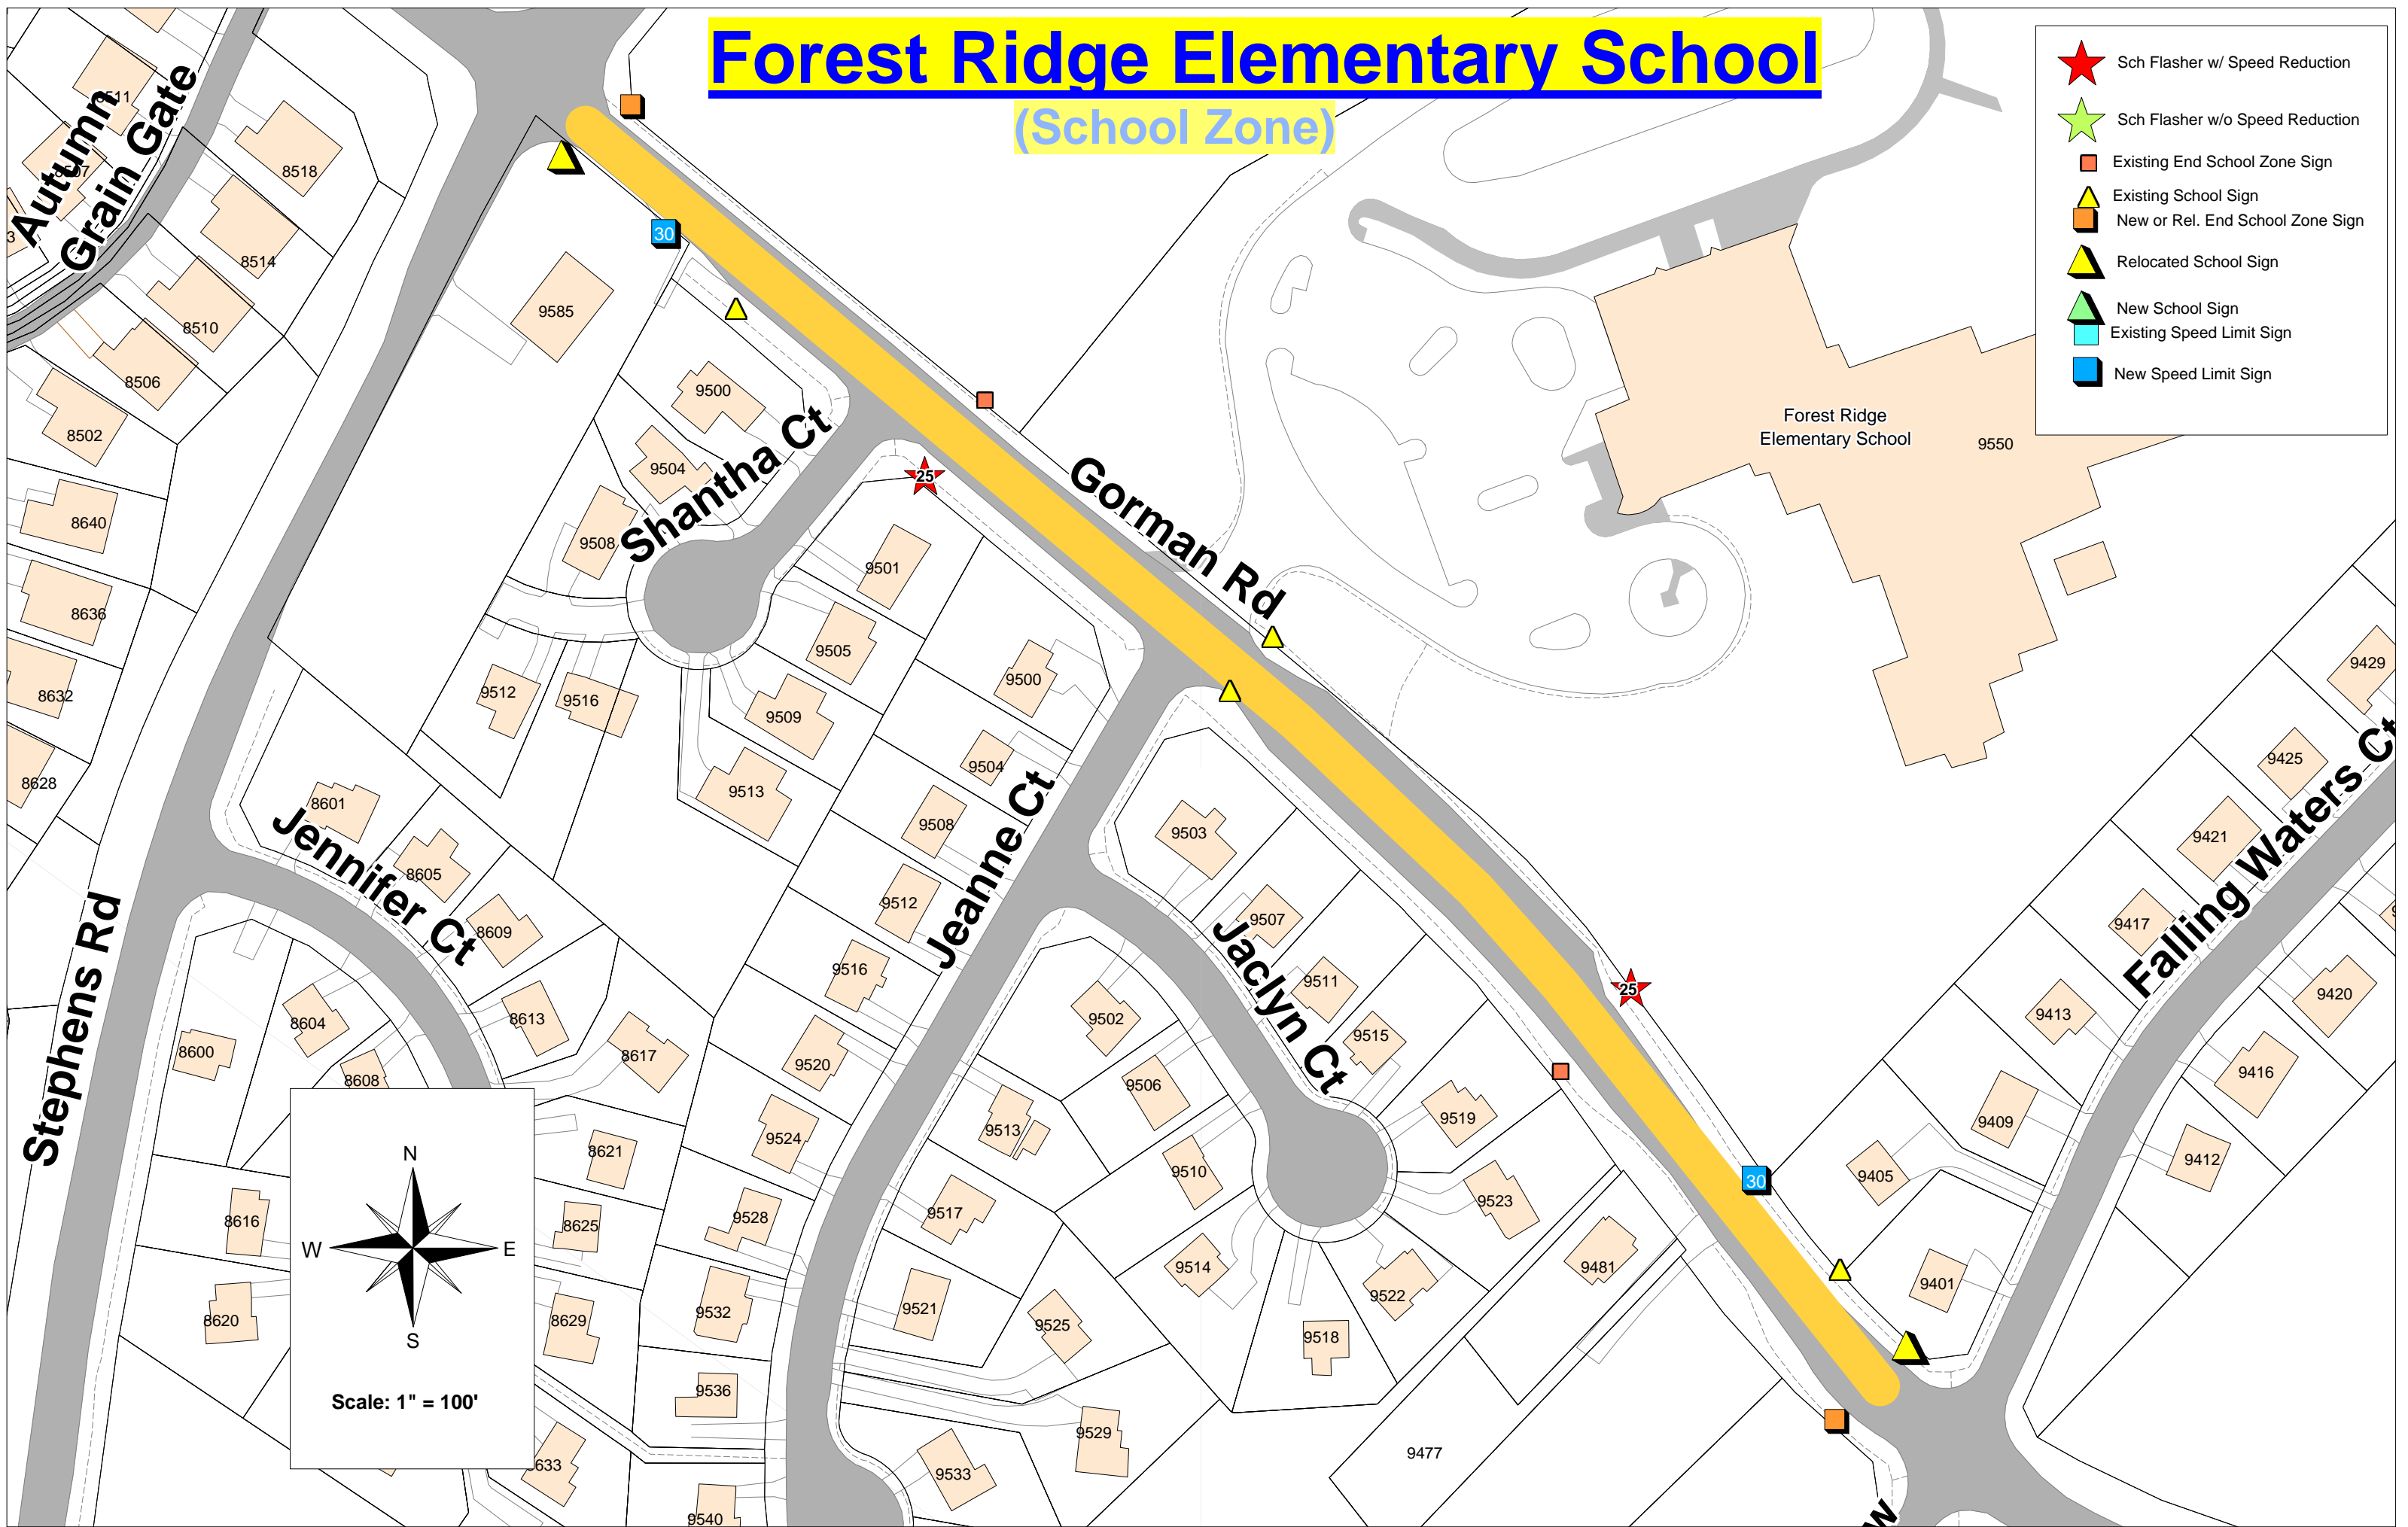 Forest Ridge Elementary School
(School Zone)
Sch Flasher w/ Speed Reduction
Sch Flasher w/o Speed Reduction
Existing End School Zone Sign
Existing School Sign
New or Rel. End School Zone Sign
Relocated School Sign
New School Sign
Existing Speed Limit Sign
New Speed Limit Sign
Autumn
Grain Gate
8511
8507
3
8518
8514
8510
8506
8502
8640
8636
8632
8628
9585
30
9500
9504
9508
Shantha Ct
25
9501
9505
9509
9513
9512
9516
Gorman Rd
Forest Ridge
Elementary School
9550
9500
9504
9508
9512
9516
9520
9524
9528
9532
9536
9540
Jeanne Ct
8601
8605
8609
8613
8617
Jennifer Ct
8600
8604
8608
8621
8625
8629
8633
8616
8620
Stephens Rd
N
W
E
S
Scale: 1" = 100'
9503
9507
9511
9515
9519
9523
Jaclyn Ct
9502
9506
9510
9514
9518
9522
9513
9517
9521
9525
9529
9533
9481
9477
25
30
9429
9425
9421
9417
9413
9409
9405
9401
Falling Waters Ct
9420
9416
9412
w